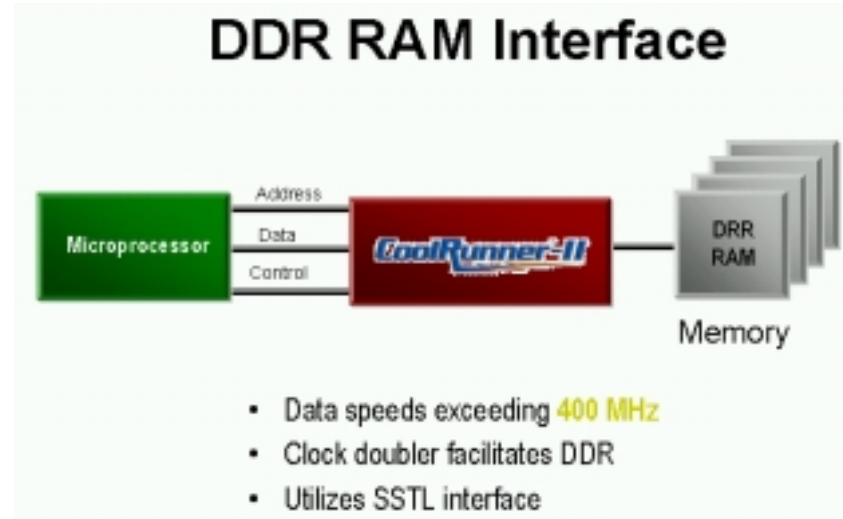 DDR RAM Interface
Address
Microprocessor
Data
Control
CoolRunner-II
DRR
RAM
Memory
• Data speeds exceeding 400 MHz
• Clock doubler facilitates DDR
• Utilizes SSTL interface